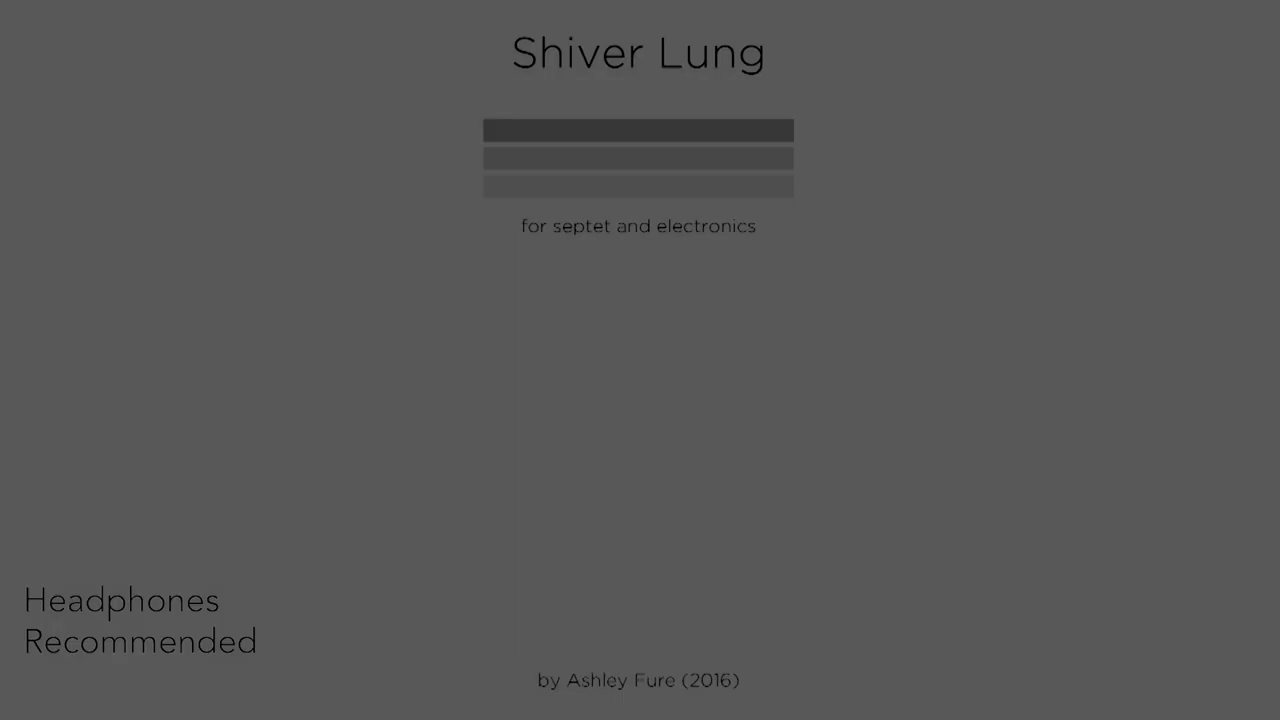 Shiver Lung
for septet and electronics
Headphones
Recommended
by Ashley Fure (2016)